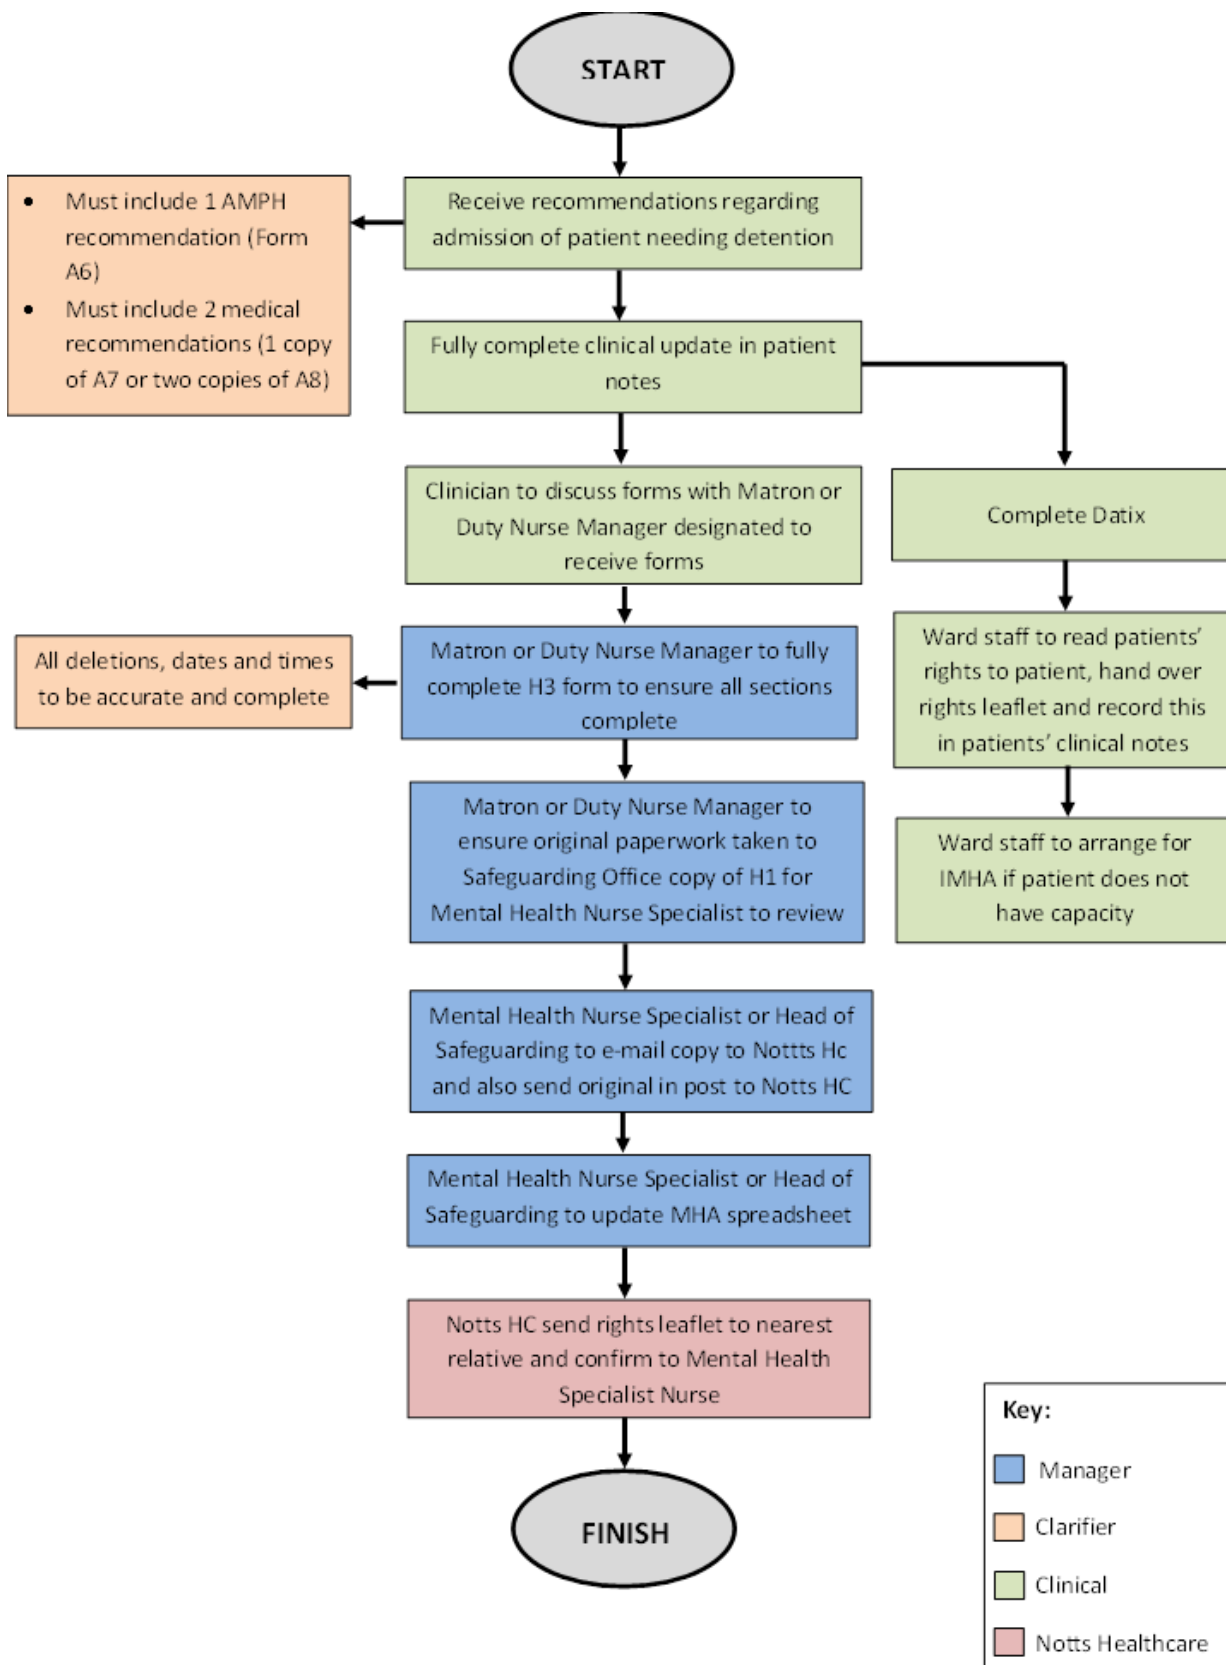 START
Receive recommendations regarding
admission of patient needing detention
• Must include 1 AMPH
recommendation (Form
A6)
• Must include 2 medical
recommendations (1 copy
of A7 or two copies of A8)
Fully complete clinical update in patient
notes
Clinician to discuss forms with Matron or
Duty Nurse Manager designated to
receive forms
Complete Datix
Matron or Duty Nurse Manager to fully
complete H3 form to ensure all sections
complete
All deletions, dates and times
to be accurate and complete
Ward staff to read patients’
rights to patient, hand over
rights leaflet and record this
in patients’ clinical notes
Matron or Duty Nurse Manager to
ensure original paperwork taken to
Safeguarding Office copy of H1 for
Mental Health Nurse Specialist to review
Ward staff to arrange for
IMHA if patient does not
have capacity
Mental Health Nurse Specialist or Head of
Safeguarding to e-mail copy to Nottts Hc
and also send original in post to Notts HC
Mental Health Nurse Specialist or Head of
Safeguarding to update MHA spreadsheet
Notts HC send rights leaflet to nearest
relative and confirm to Mental Health
Specialist Nurse
FINISH
Key:
Manager
Clarifier
Clinical
Notts Healthcare